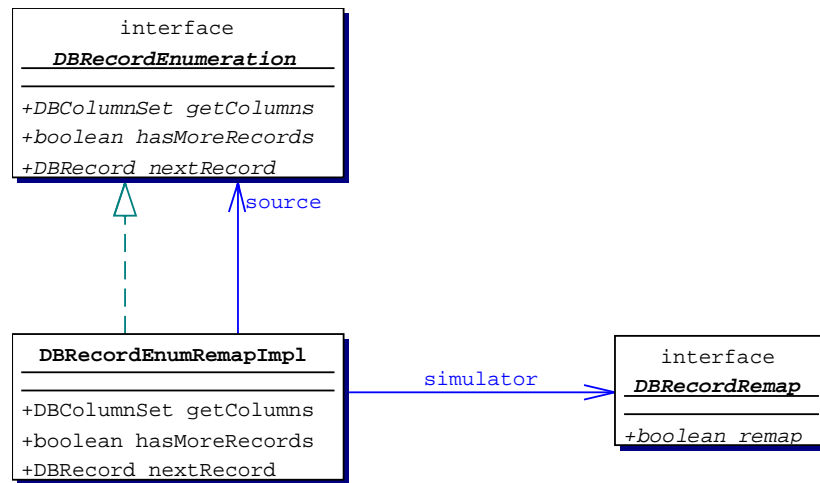 interface
DBRecordEnumeration
+DBColumnSet getColumns
+boolean hasMoreRecords
+DBRecord nextRecord
source
DBRecordEnumRemapImpl
+DBColumnSet getColumns
+boolean hasMoreRecords
+DBRecord nextRecord
simulator
interface
DBRecordRemap
+boolean remap